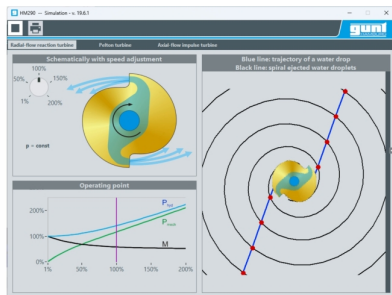 HM290 — Simulation - v. 19.6.1
gunt
Radial-flow reaction turbine Pelton turbine Axial flow impulse turbine
Schematically with speed adjustment
100%
50% 150%
1% 200%
p = const
Blue line: trajectory of a water drop
Black line: spiral ejected water droplets
Operating point
200%
100%
0%
M
1% 50% 100% 150% 200%